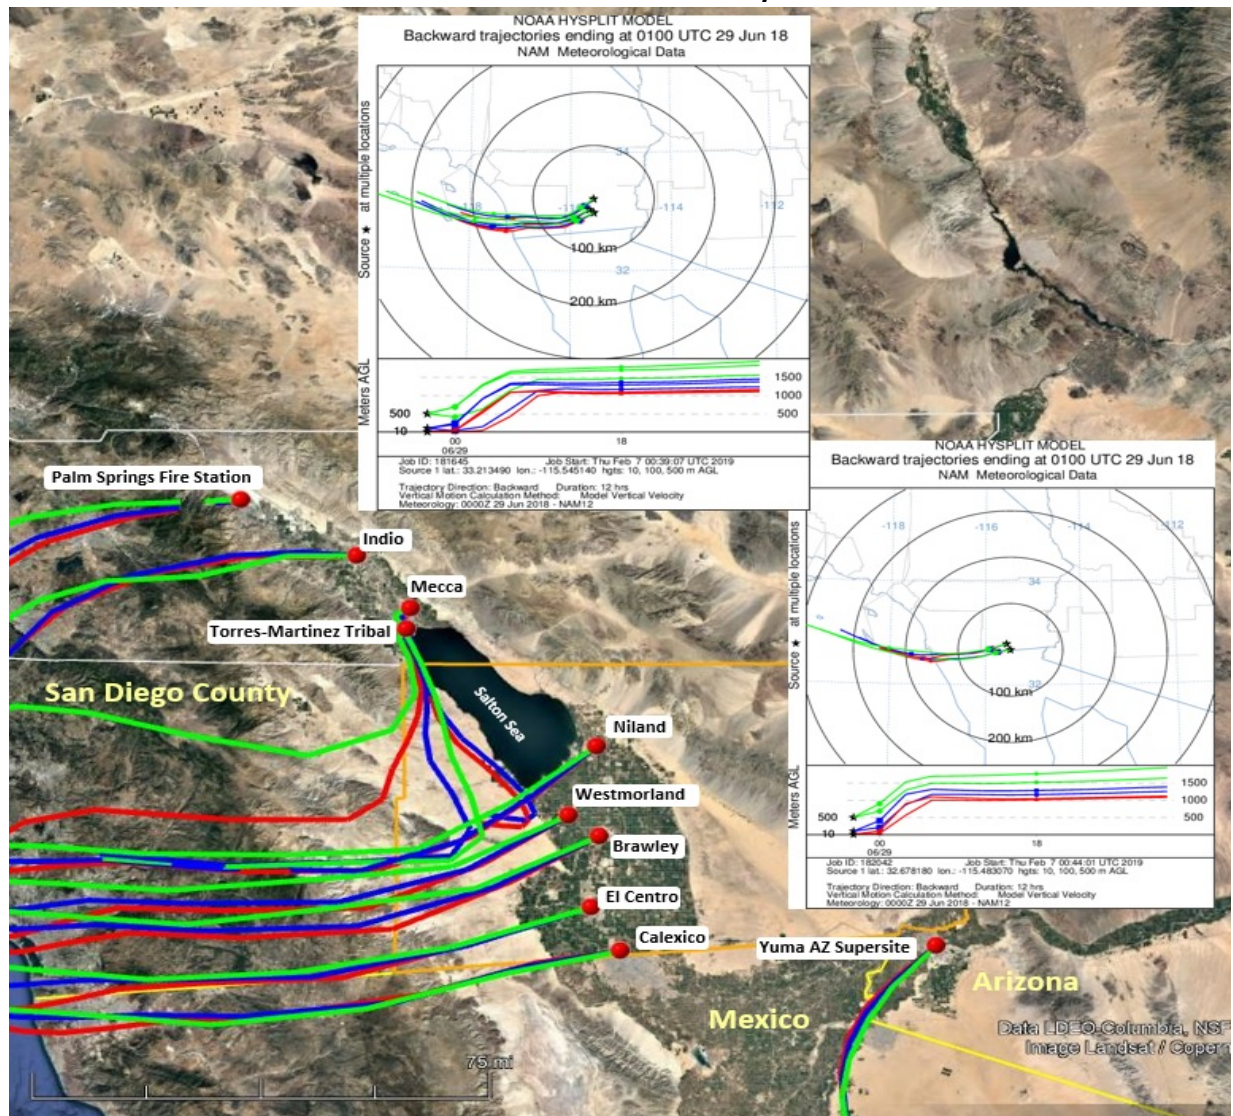 NOAA HYSPLIT MODEL
Backward trajectories ending at 0100 UTC 29 Jun 18
NAM Meteorological Data
Source ★ at multiple locations
34
-118
-114
-112
100 km
32
200 km
Meters AGL
1500
1000
500
500
10
00
18
06/29
Job ID: 181645 Job Start: Thu Feb 7 00:39:07 UTC 2019
Source 1 lat.: 33.213490 lon.: -115.545140 hgts: 10, 100, 500 m AGL
Trajectory Direction: Backward Duration: 12 hrs
Vertical Motion Calculation Method: Model Vertical Velocity
Meteorology: 0000Z 29 Jun 2018 - NAM12
NOAA HYSPLIT MODEL
Backward trajectories ending at 0100 UTC 29 Jun 18
NAM Meteorological Data
Source ★ at multiple locations
-118
-116
-114
-112
34
32
100 km
200 km
Meters AGL
1500
1000
500
500
10
00
18
06/29
Job ID: 182042 Job Start: Thu Feb 7 00:44:01 UTC 2019
Source 1 lat.: 32.678180 lon.: -115.483070 hgts: 10, 100, 500 m AGL
Trajectory Direction: Backward Duration: 12 hrs
Vertical Motion Calculation Method: Model Vertical Velocity
Meteorology: 0000Z 29 Jun 2018 - NAM12
Palm Springs Fire Station
Indio
Mecca
Torres-Martinez Tribal
San Diego County
Salton Sea
Niland
Westmorland
Brawley
El Centro
Calexico
Yuma AZ Supersite
Arizona
Mexico
Data LDEO-Columbia, NSF
Image Landsat / Copern
75 mi